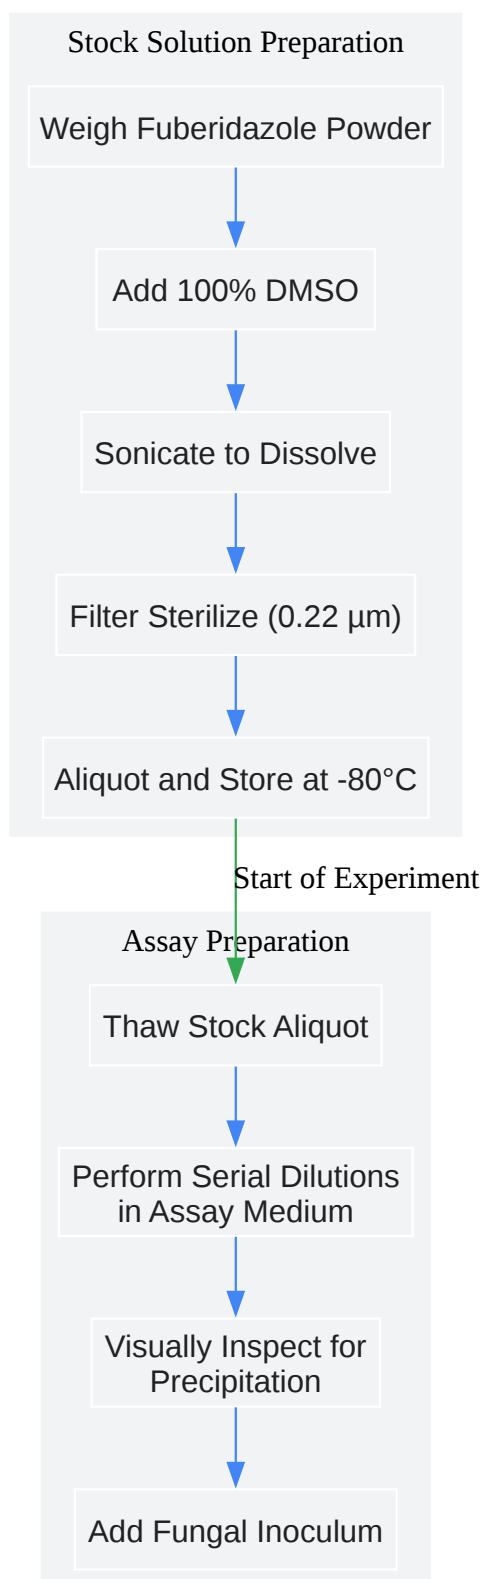 Stock Solution Preparation
Weigh Fuberidazole Powder
Add 100% DMSO
Sonicate to Dissolve
Filter Sterilize (0.22 µm)
Aliquot and Store at -80°C
Start of Experiment
Assay Preparation
Thaw Stock Aliquot
Perform Serial Dilutions
in Assay Medium
Visually Inspect for
Precipitation
Add Fungal Inoculum